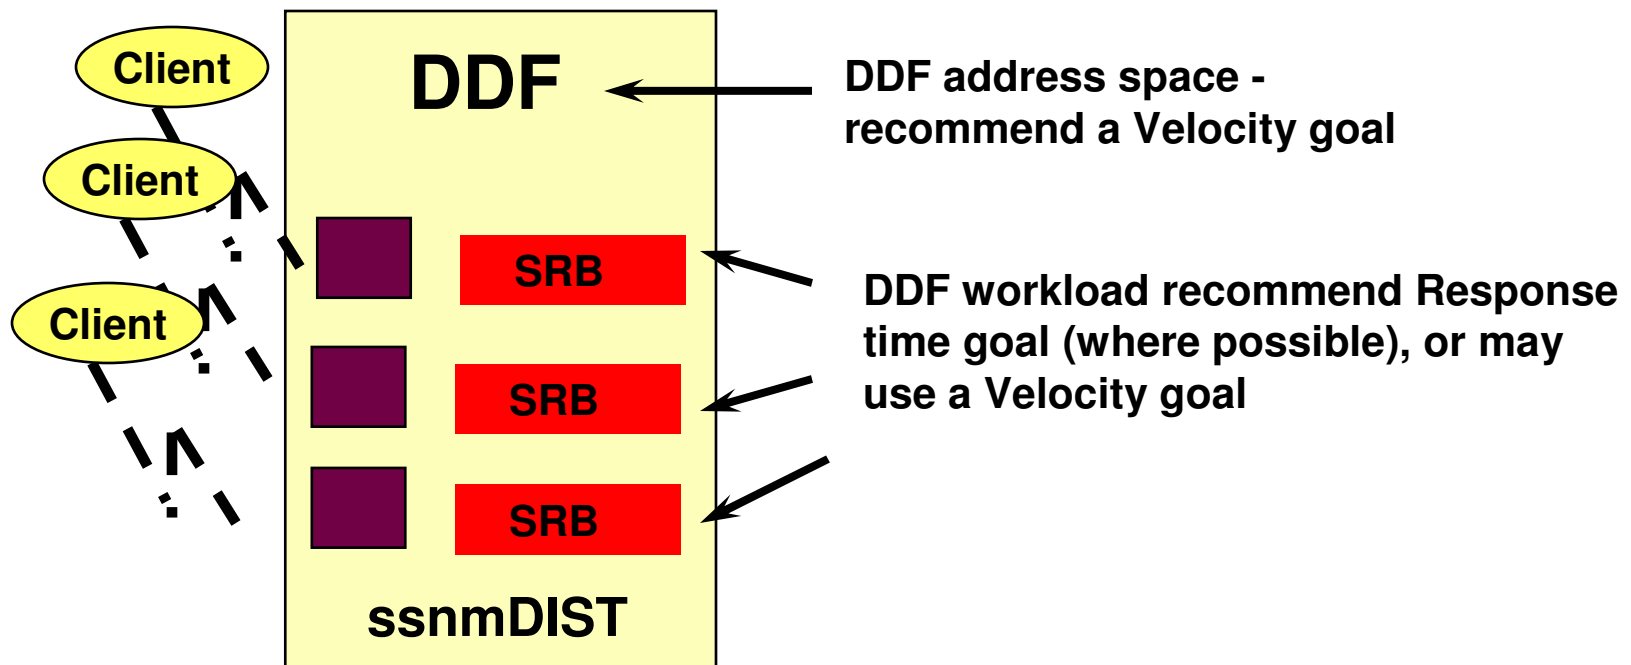 Client
Client
Client
DDF
SRB
SRB
SRB
ssnmDIST
DDF address space -
recommend a Velocity goal
DDF workload recommend Response
time goal (where possible), or may
use a Velocity goal